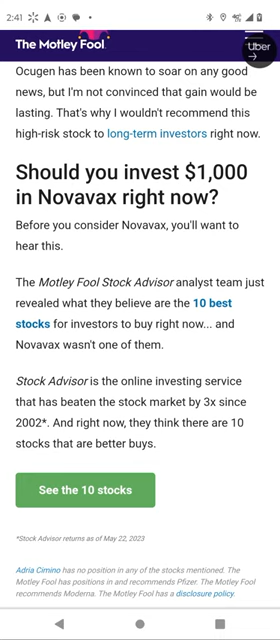 2:41
The Motley Fool
Uber
Ocugen has been known to soar on any good
news, but I'm not convinced that gain would be
lasting. That's why I wouldn't recommend this
high-risk stock to long-term investors right now.
Should you invest $1,000
in Novavax right now?
Before you consider Novavax, you'll want to
hear this.
The Motley Fool Stock Advisor analyst team just
revealed what they believe are the 10 best
stocks for investors to buy right now... and
Novavax wasn't one of them.
Stock Advisor is the online investing service
that has beaten the stock market by 3x since
2002*. And right now, they think there are 10
stocks that are better buys.
See the 10 stocks
*Stock Advisor returns as of May 22, 2023
Adria Cimino has no position in any of the stocks mentioned. The
Motley Fool has positions in and recommends Pfizer. The Motley Fool
recommends Moderna. The Motley Fool has a disclosure policy.